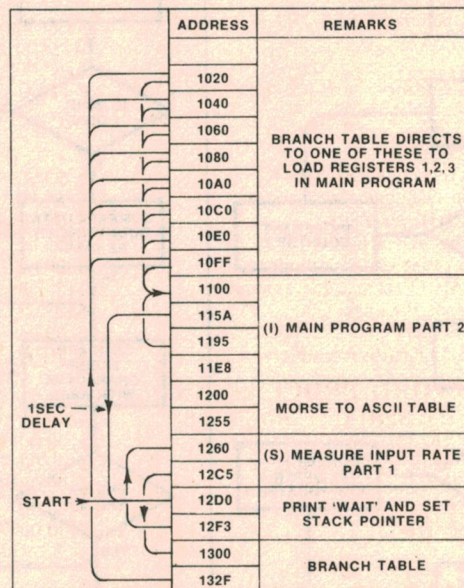 ADDRESS REMARKS
1020
1040
1060
1080
10A0
10C0
10E0
10FF
BRANCH TABLE DIRECTS
TO ONE OF THESE TO
LOAD REGISTERS 1,2,3
IN MAIN PROGRAM
1100
115A
1195
11E8
(I) MAIN PROGRAM PART 2
1SEC
DELAY
1200
1255
MORSE TO ASCII TABLE
1260
12C5
(S) MEASURE INPUT RATE
PART 1
START
12D0
12F3
PRINT 'WAIT' AND SET
STACK POINTER
1300
132F
BRANCH TABLE